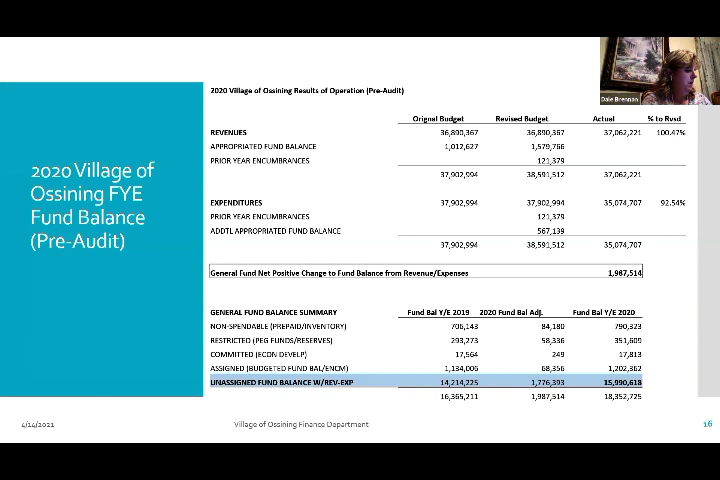 Dale Brennan
2020 Village of
Ossining FYE
Fund Balance
(Pre-Audit)
2020 Village of Ossining Results of Operation (Pre-Audit)
Orignal Budget Revised Budget Actual % to Rvsd
REVENUES 36,890,367 36,890,367 37,062,221 100.47%
APPROPRIATED FUND BALANCE 1,012,627 1,579,766
PRIOR YEAR ENCUMBRANCES 121,379
37,902,994 38,591,512 37,062,221
EXPENDITURES 37,902,994 37,902,994 35,074,707 92.54%
PRIOR YEAR ENCUMBRANCES 121,379
ADDTL APPROPRIATED FUND BALANCE 567,139
37,902,994 38,591,512 35,074,707
General Fund Net Positive Change to Fund Balance from Revenue/Expenses 1,987,514
GENERAL FUND BALANCE SUMMARY Fund Bal Y/E 2019 2020 Fund Bal Adj. Fund Bal Y/E 2020
NON-SPENDABLE (PREPAID/INVENTORY) 706,143 84,180 790,323
RESTRICTED (PEG FUNDS/RESERVES) 293,273 58,336 351,609
COMMITTED (ECON DEVELP) 17,564 249 17,813
ASSIGNED (BUDGETED FUND BAL/ENCM) 1,134,006 68,356 1,202,362
UNASSIGNED FUND BALANCE W/REV-EXP 14,214,225 1,776,393 15,990,618
16,365,211 1,987,514 18,352,725
4/14/2021 Village of Ossining Finance Department 16